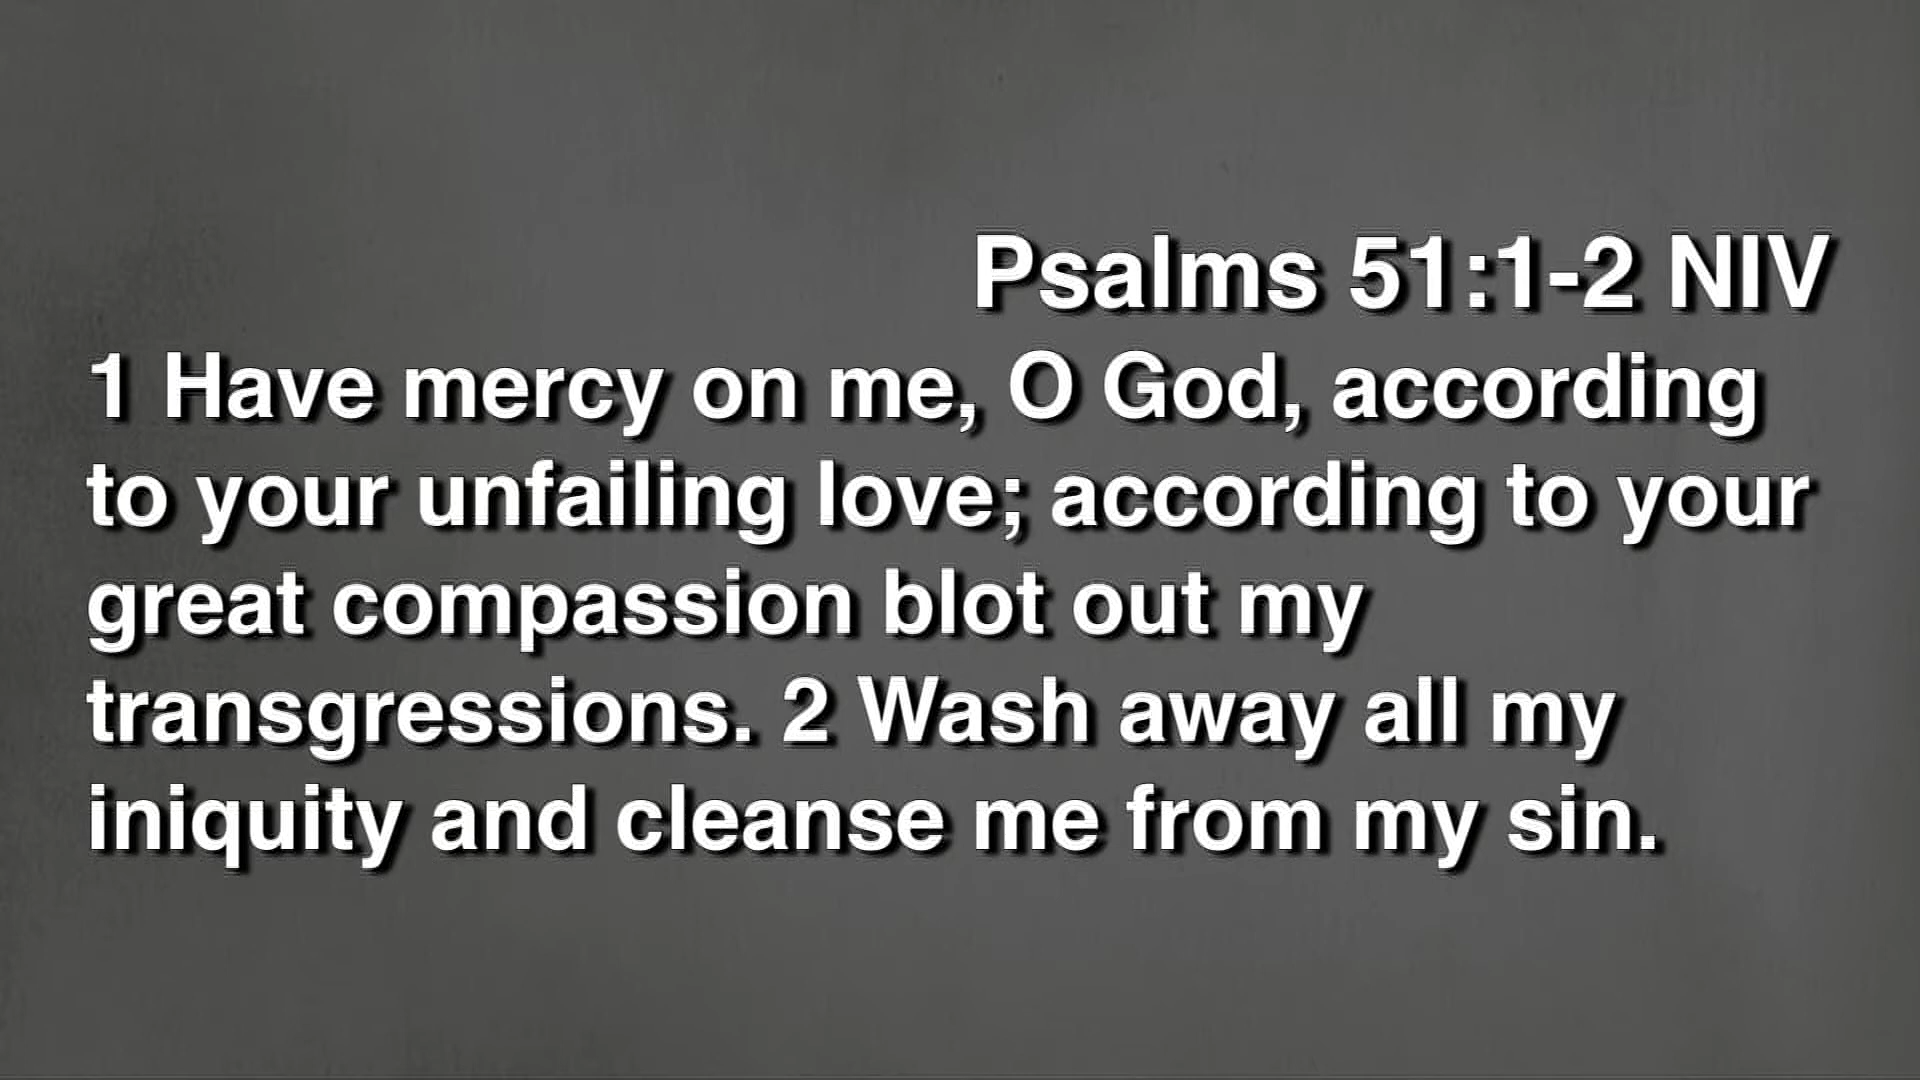 Psalms 51:1-2 NIV
1 Have mercy on me, O God, according
to your unfailing love; according to your
great compassion blot out my
transgressions. 2 Wash away all my
iniquity and cleanse me from my sin.